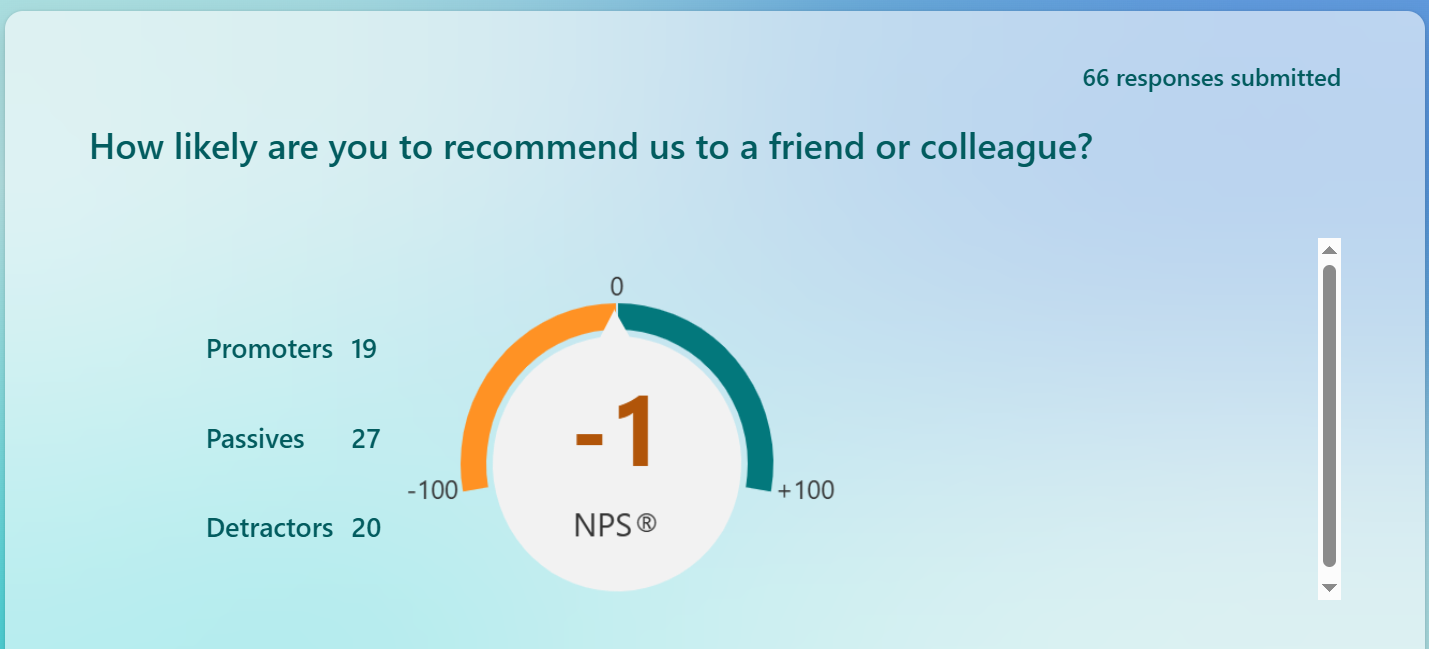 66 responses submitted
How likely are you to recommend us to a friend or colleague?
0
Promoters 19
-1
Passives 27
-100
+100
NPS®
Detractors 20